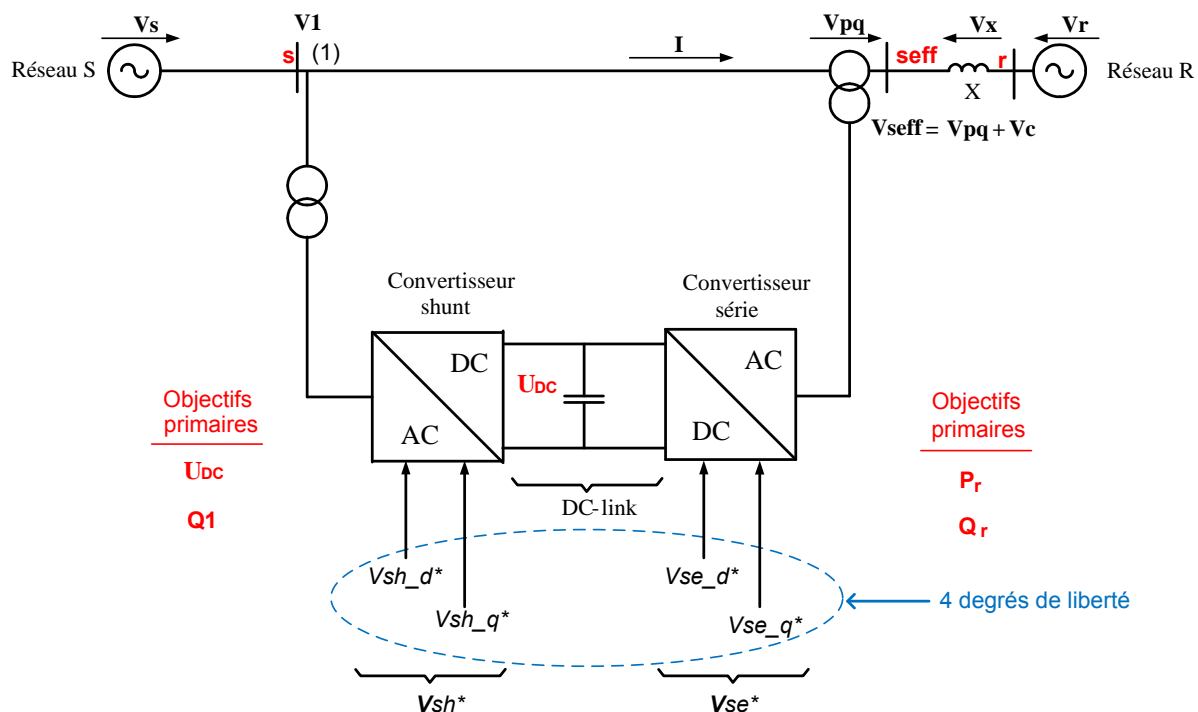 Vs
V1
Vpq
Vx
Vr
s
(1)
I
seff
r
Réseau S
X
Réseau R
Vseff = Vpq + Vc
Convertisseur
shunt
Convertisseur
série
DC
AC
UDC
AC
DC
Objectifs
primaires
UDC
Q1
Objectifs
primaires
Pr
Qr
DC-link
Vsh_d*
Vsh_q*
Vse_d*
Vse_q*
4 degrés de liberté
Vsh*
Vse*